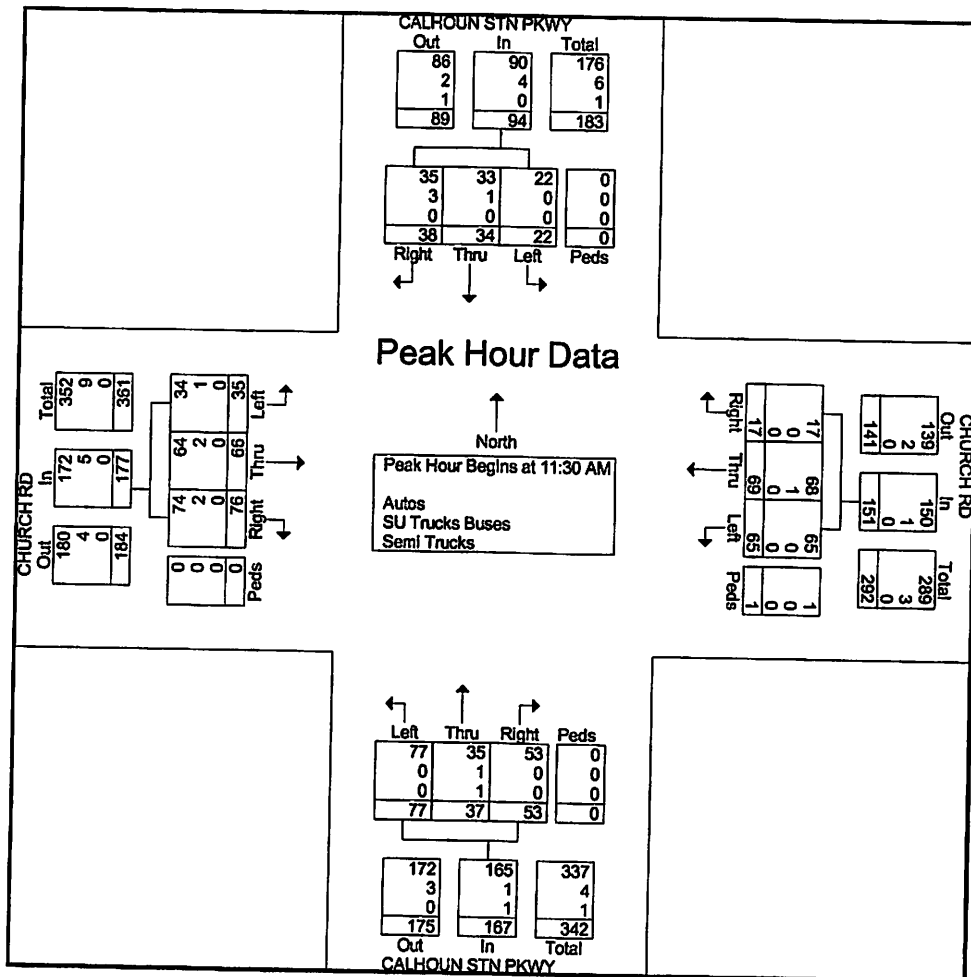 CALHOUN STN PKWY
Out In Total
86 90 176
2 4 6
1 0 1
89 94 183
35 33 22 0
3 1 0 0
0 0 0 0
38 34 22 0
Right Thru Left Peds
Peak Hour Data
North
Peak Hour Begins at 11:30 AM
Autos
SU Trucks Buses
Semi Trucks
CHURCH RD
Out In Total
180 172 352
4 5 9
0 0 0
184 177 361
Left Thru Right Peds
34 64 74 0
1 2 2 0
0 0 0 0
35 66 76 0
CHURCH RD
Out In Total
139 150 289
2 1 3
0 0 0
141 151 292
Right Thru Left Peds
17 68 65 1
0 1 0 0
0 0 0 0
17 69 65 1
Left Thru Right Peds
77 35 53 0
0 1 0 0
0 1 0 0
77 37 53 0
172 165 337
3 1 4
0 1 1
175 167 342
Out In Total
CALHOUN STN PKWY